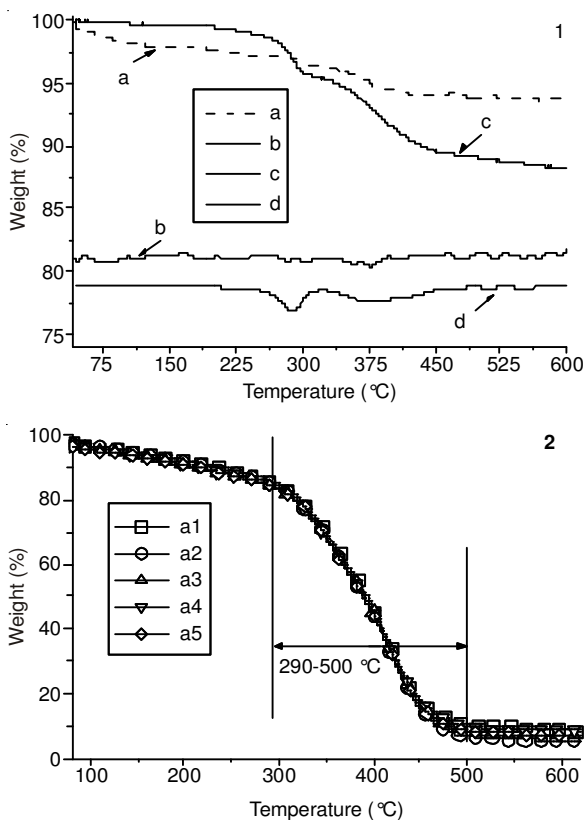 1
100
95
90
85
80
75
Weight (%)
a
a
b
c
d
c
b
d
75 150 225 300 375 450 525 600
Temperature (°C)
2
100
80
60
40
20
0
Weight (%)
a1
a2
a3
a4
a5
290-500 °C
100 200 300 400 500 600
Temperature (°C)